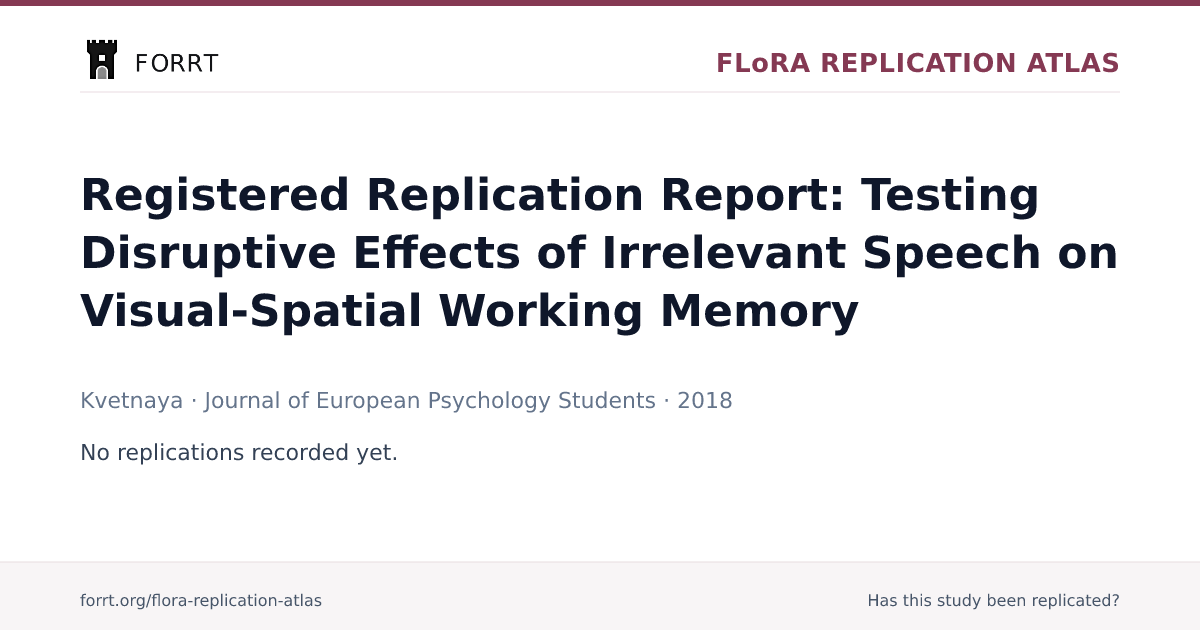 FORRT
FLoRA REPLICATION ATLAS
Registered Replication Report: Testing
Disruptive Effects of Irrelevant Speech on
Visual-Spatial Working Memory
Kvetnaya · Journal of European Psychology Students · 2018
No replications recorded yet.
forrt.org/flora-replication-atlas
Has this study been replicated?